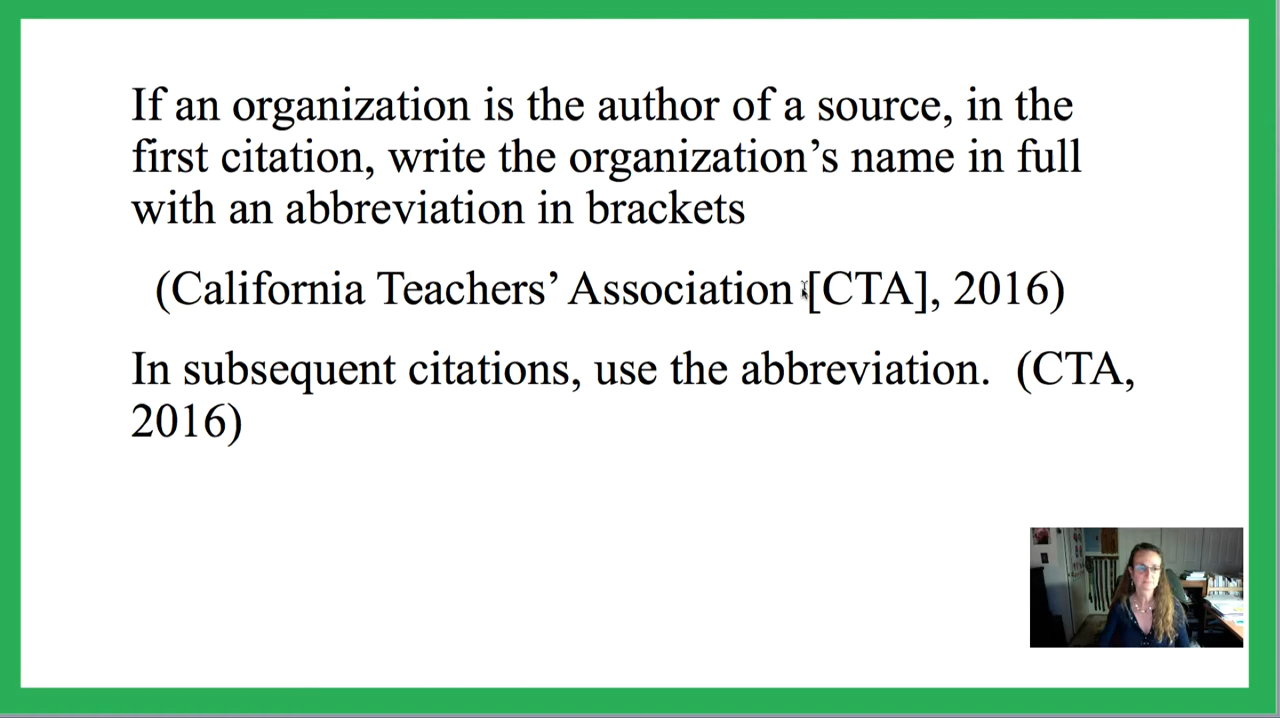 If an organization is the author of a source, in the
first citation, write the organization’s name in full
with an abbreviation in brackets
(California Teachers’ Association [CTA], 2016)
In subsequent citations, use the abbreviation.  (CTA,
2016)